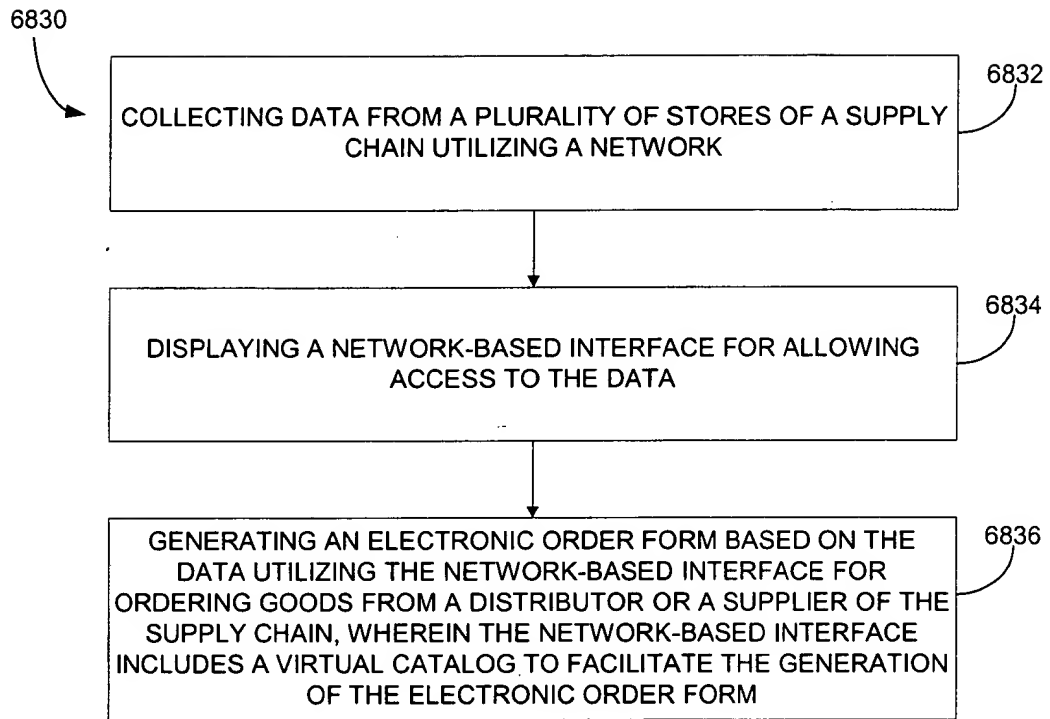 6830
6832
COLLECTING DATA FROM A PLURALITY OF STORES OF A SUPPLY
CHAIN UTILIZING A NETWORK
6834
DISPLAYING A NETWORK-BASED INTERFACE FOR ALLOWING
ACCESS TO THE DATA
6836
GENERATING AN ELECTRONIC ORDER FORM BASED ON THE
DATA UTILIZING THE NETWORK-BASED INTERFACE FOR
ORDERING GOODS FROM A DISTRIBUTOR OR A SUPPLIER OF THE
SUPPLY CHAIN, WHEREIN THE NETWORK-BASED INTERFACE
INCLUDES A VIRTUAL CATALOG TO FACILITATE THE GENERATION
OF THE ELECTRONIC ORDER FORM